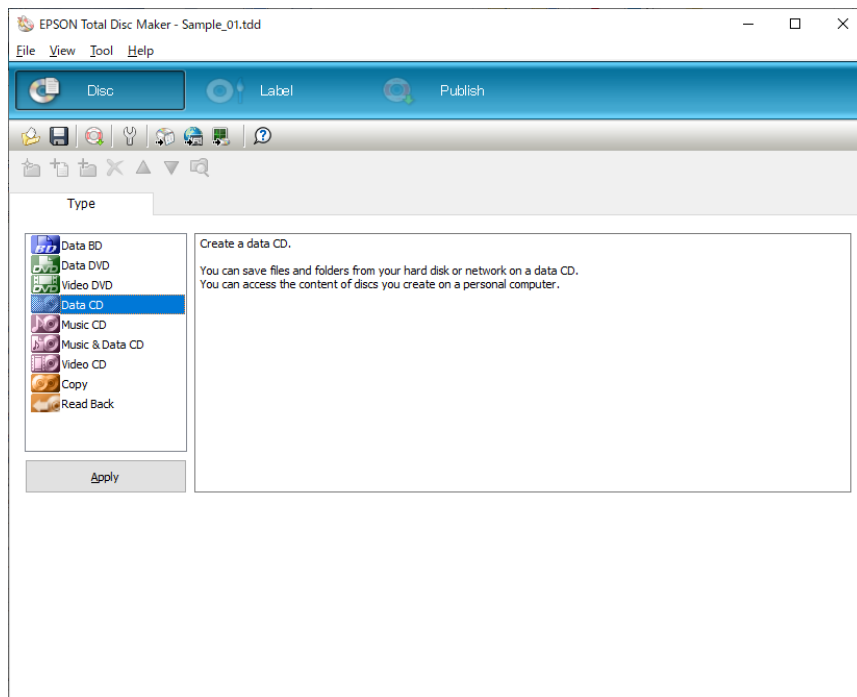 EPSON Total Disc Maker - Sample_01.tdd
File View Tool Help
Disc Label Publish
Type
Data BD
Data DVD
Video DVD
Data CD
Music CD
Music & Data CD
Video CD
Copy
Read Back
Apply
Create a data CD.
You can save files and folders from your hard disk or network on a data CD.
You can access the content of discs you create on a personal computer.